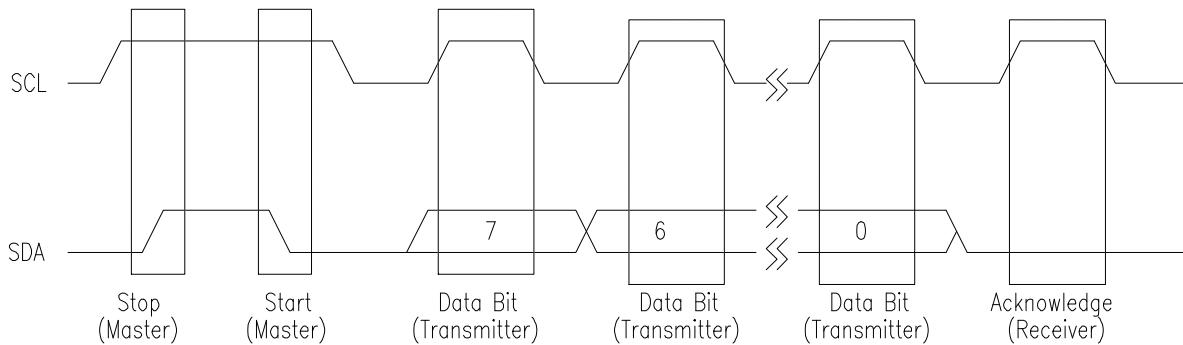 SCL
7
6
0
SDA
Stop
(Master)
Start
(Master)
Data Bit
(Transmitter)
Data Bit
(Transmitter)
Data Bit
(Transmitter)
Acknowledge
(Receiver)